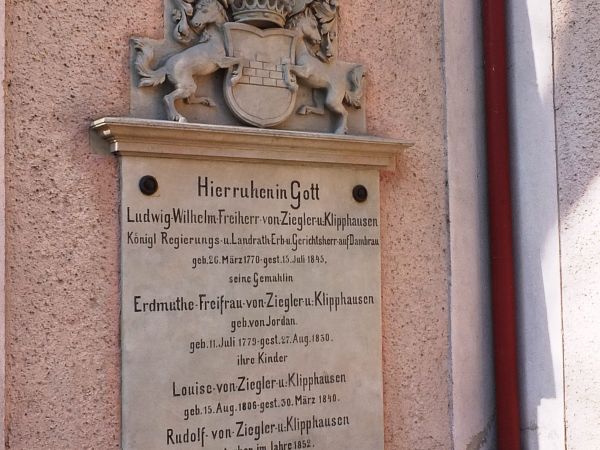 Hier ruhen in Gott
Ludwig-Wilhelm-Freiherr-von-Ziegler u. Klipphausen
Königl Regierungs-u. Landrath Erb-u. Gerichtsherr-auf Dambrau
geb. 26. März 1770-gest. 13. Juli 1843.
seine Gemahlin
Erdmuthe-Freifrau-von-Ziegler-u: Klipphausen
geb. von Jordan.
geb. 11. Juli 1779-gest. 27. Aug. 1830.
ihre Kinder
Louise-von-Ziegler-u: Klipphausen
geb. 15. Aug. 1806-gest. 30. März 1840.
Rudolf-von-Ziegler-u: Klipphausen
im Jahre 1852.